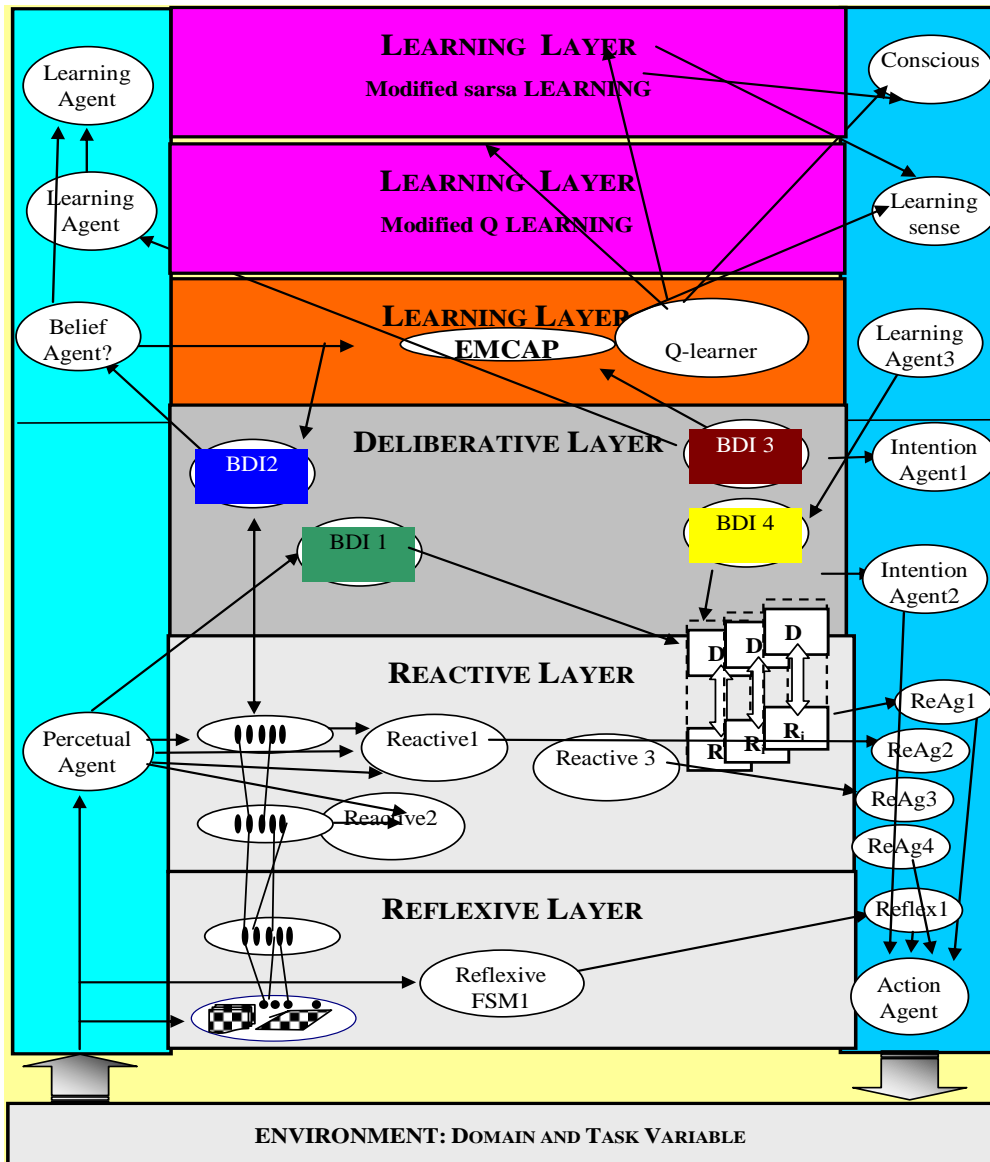 LEARNING LAYER
Modified sarsa LEARNING
Learning
Agent
Conscious
LEARNING LAYER
Modified Q LEARNING
Learning
Agent
Learning
sense
LEARNING LAYER
EMCAP
Q-learner
Belief
Agent?
Learning
Agent3
DELIBERATIVE LAYER
BDI2
BDI 3
BDI 1
BDI 4
Intention
Agent1
Intention
Agent2
D
D
D
REACTIVE LAYER
Percetual
Agent
Reactive1
Reactive 3
Reactive2
R
Ri
Ri
ReAg1
ReAg2
ReAg3
ReAg4
REFLEXIVE LAYER
Reflexive
FSM1
Reflex1
Action
Agent
ENVIRONMENT: DOMAIN AND TASK VARIABLE